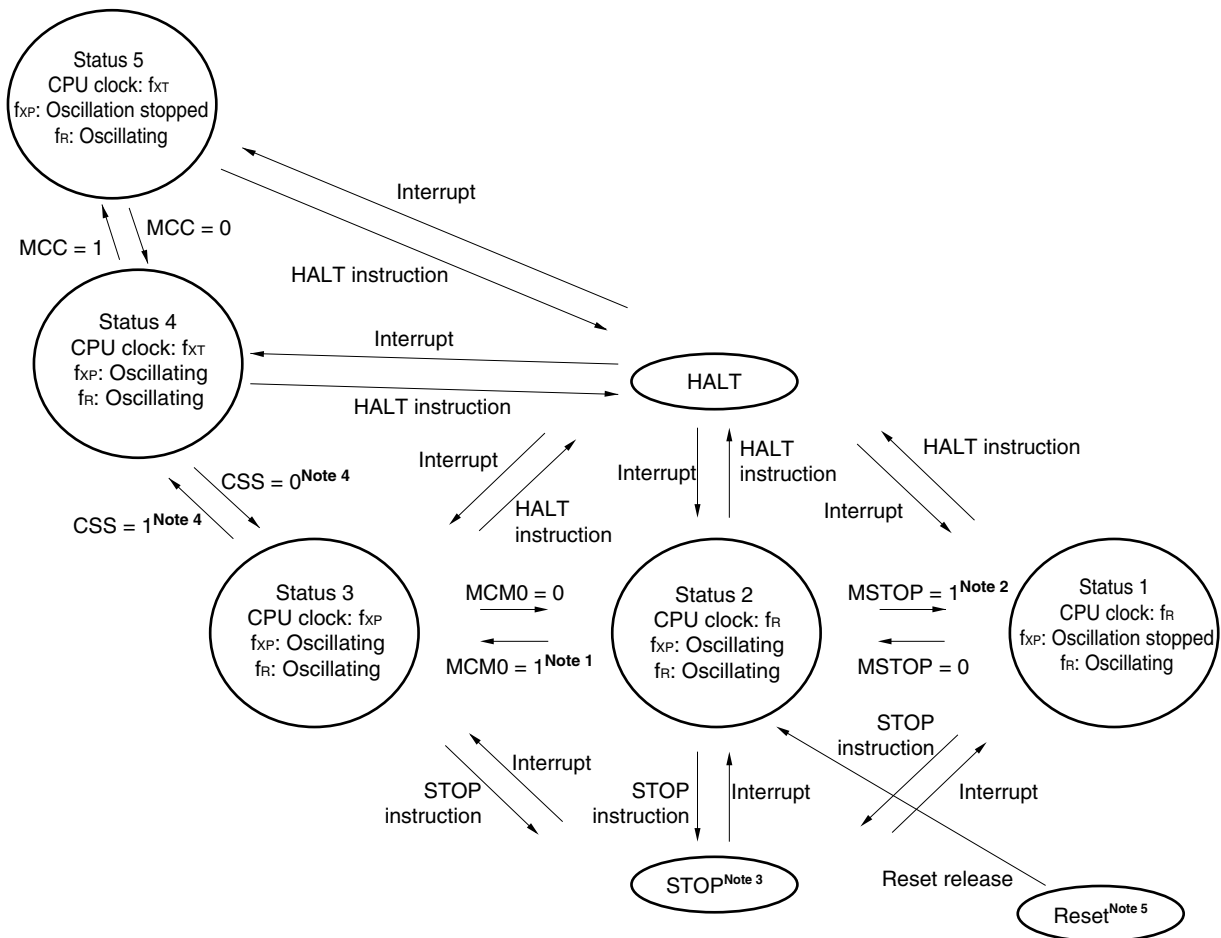 Status 5
CPU clock: fXT
fXP: Oscillation stopped
fR: Oscillating
Interrupt
MCC = 0
MCC = 1
HALT instruction
Status 4
CPU clock: fXT
fXP: Oscillating
fR: Oscillating
Interrupt
HALT
HALT instruction
HALT instruction
Interrupt
Interrupt
HALT
instruction
Interrupt
CSS = 0Note 4
CSS = 1Note 4
HALT
instruction
Status 3
CPU clock: fXP
fXP: Oscillating
fR: Oscillating
MCM0 = 0
MCM0 = 1Note 1
Status 2
CPU clock: fR
fXP: Oscillating
fR: Oscillating
MSTOP = 1Note 2
MSTOP = 0
Status 1
CPU clock: fR
fXP: Oscillation stopped
fR: Oscillating
STOP
instruction
Interrupt
STOP
instruction
Interrupt
STOP
instruction
Interrupt
STOPNote 3
Reset release
ResetNote 5